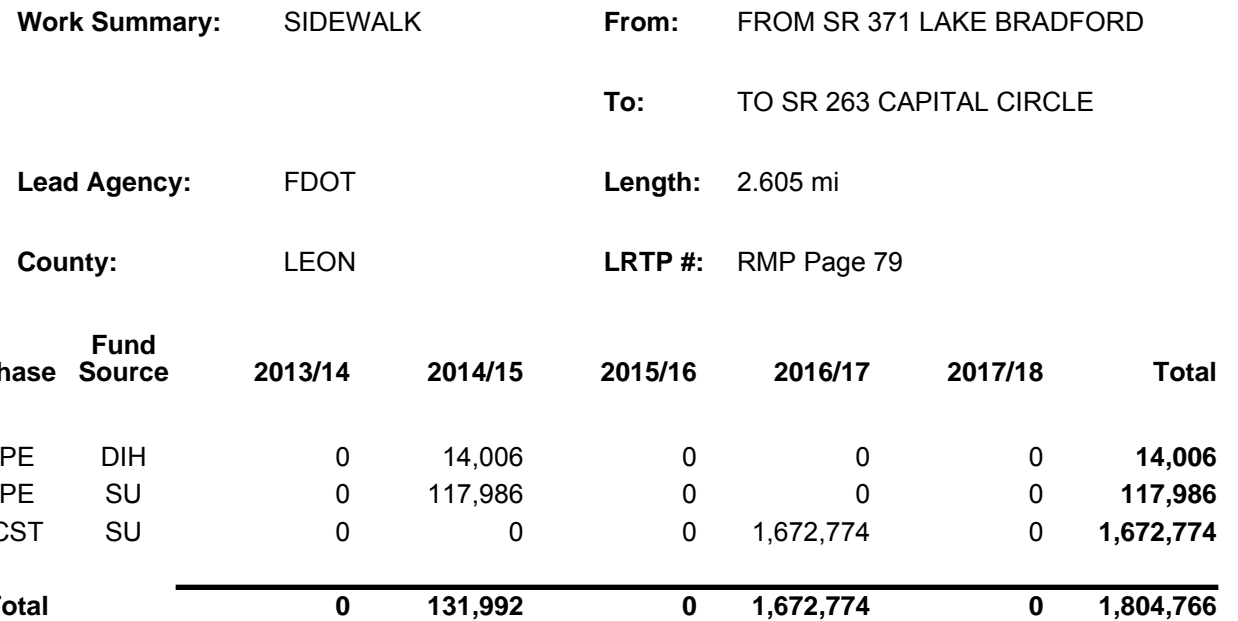 Work Summary: SIDEWALK From: FROM SR 371 LAKE BRADFORD
To: TO SR 263 CAPITAL CIRCLE
Lead Agency: FDOT Length: 2.605 mi
County: LEON LRTP #: RMP Page 79
Fund
hase Source 2013/14 2014/15 2015/16 2016/17 2017/18 Total
PE DIH 0 14,006 0 0 0 14,006
PE SU 0 117,986 0 0 0 117,986
CST SU 0 0 0 1,672,774 0 1,672,774
otal 0 131,992 0 1,672,774 0 1,804,766